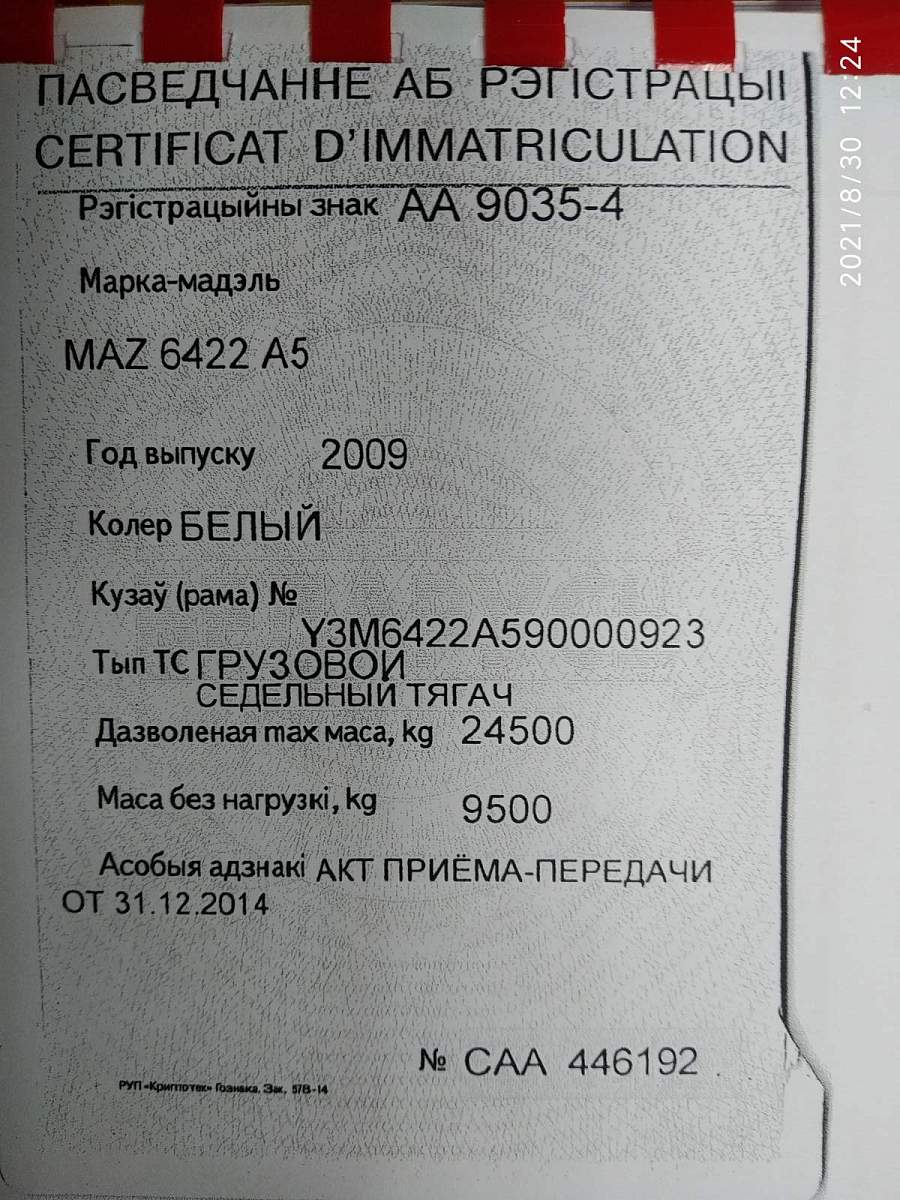 ПАСВЕДЧАННЕ АБ РЭГІСТРАЦЫІ
CERTIFICAT D'IMMATRICULATION
Рэгістрацыйны знак АА 9035-4
Марка-мадэль
MAZ 6422 A5
Год выпуску 2009
Колер БЕЛЫЙ
Кузаў (рама) №
Y3M6422A590000923
Тып ТС ГРУЗОВОЙ
СЕДЕЛЬНЫЙ ТЯГАЧ
Дазволеная max маса, kg 24500
Маса без нагрузкі, kg 9500
Асобыя адзнакі АКТ ПРИЁМА-ПЕРЕДАЧИ
ОТ 31.12.2014
№ САА 446192
РУП «Криптотех» Гознака. Зак. 57В-14
2021/8/30 12:24
БЕЛАРУСЬ